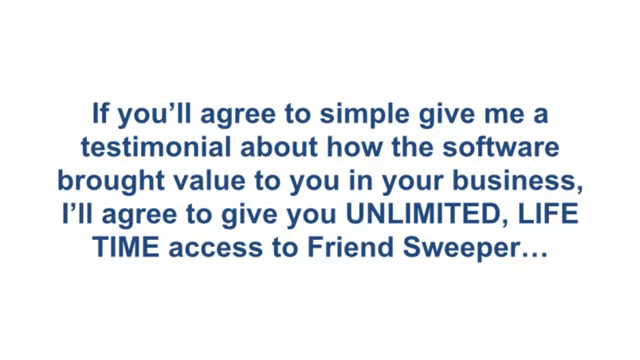 If you’ll agree to simple give me a
testimonial about how the software
brought value to you in your business,
I’ll agree to give you UNLIMITED, LIFE
TIME access to Friend Sweeper…